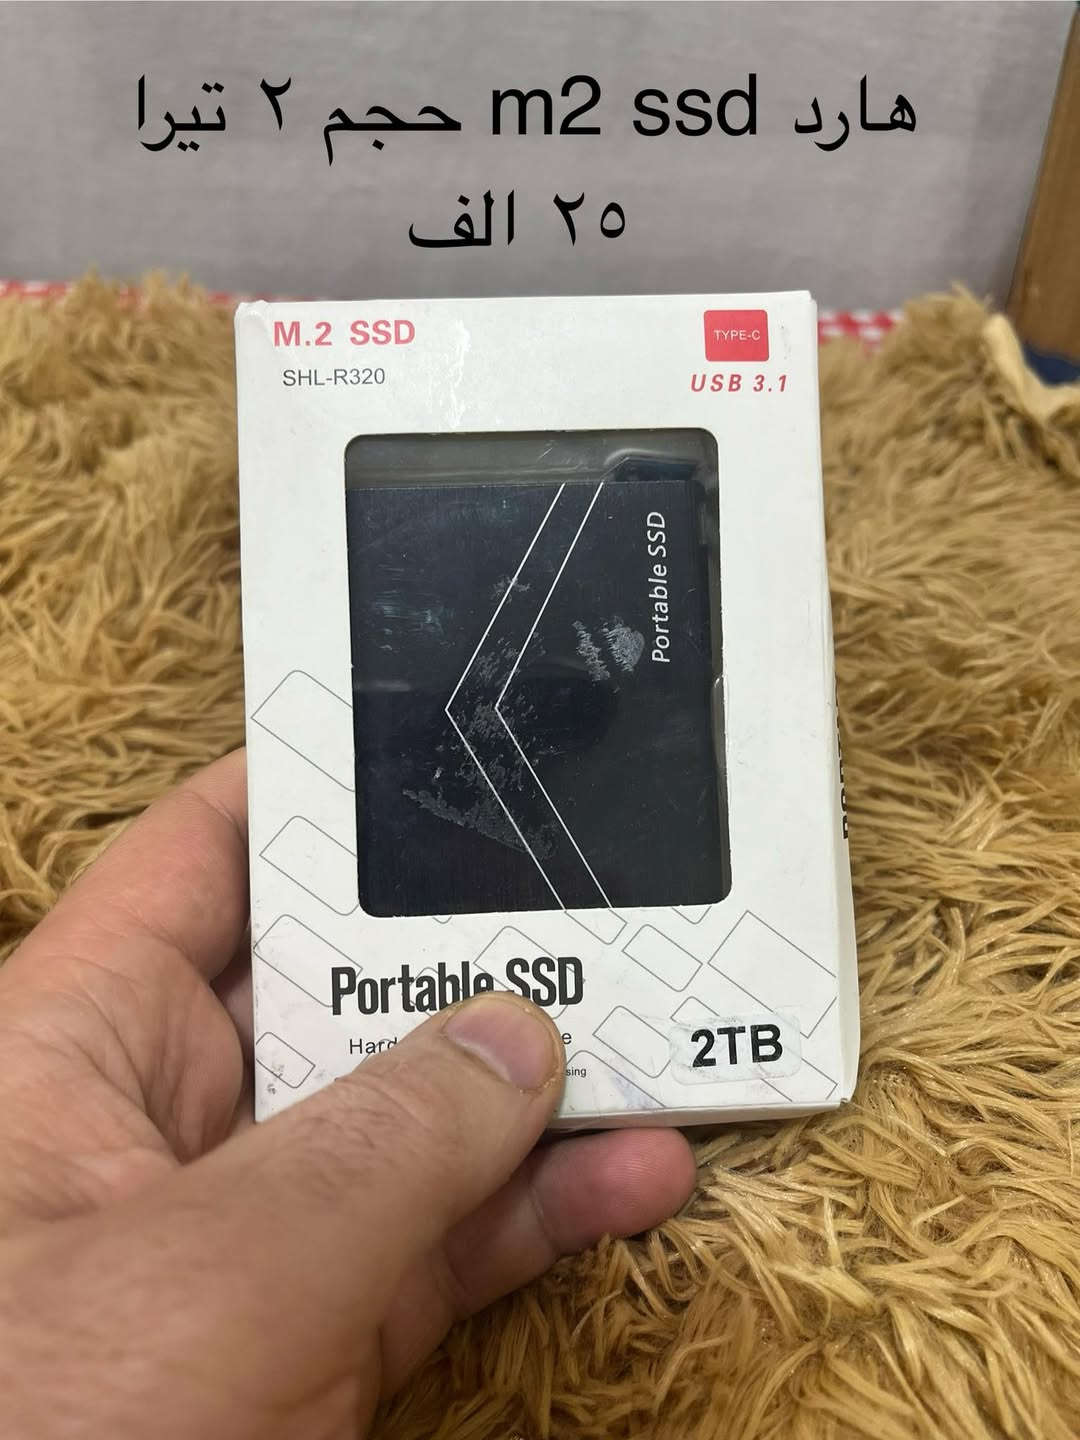 هارد m2 ssd حجم ٢ تيرا
٢٥ الف
M.2 SSD
SHL-R320
TYPE-C
USB 3.1
Portable SSD
Portable SSD
2TB